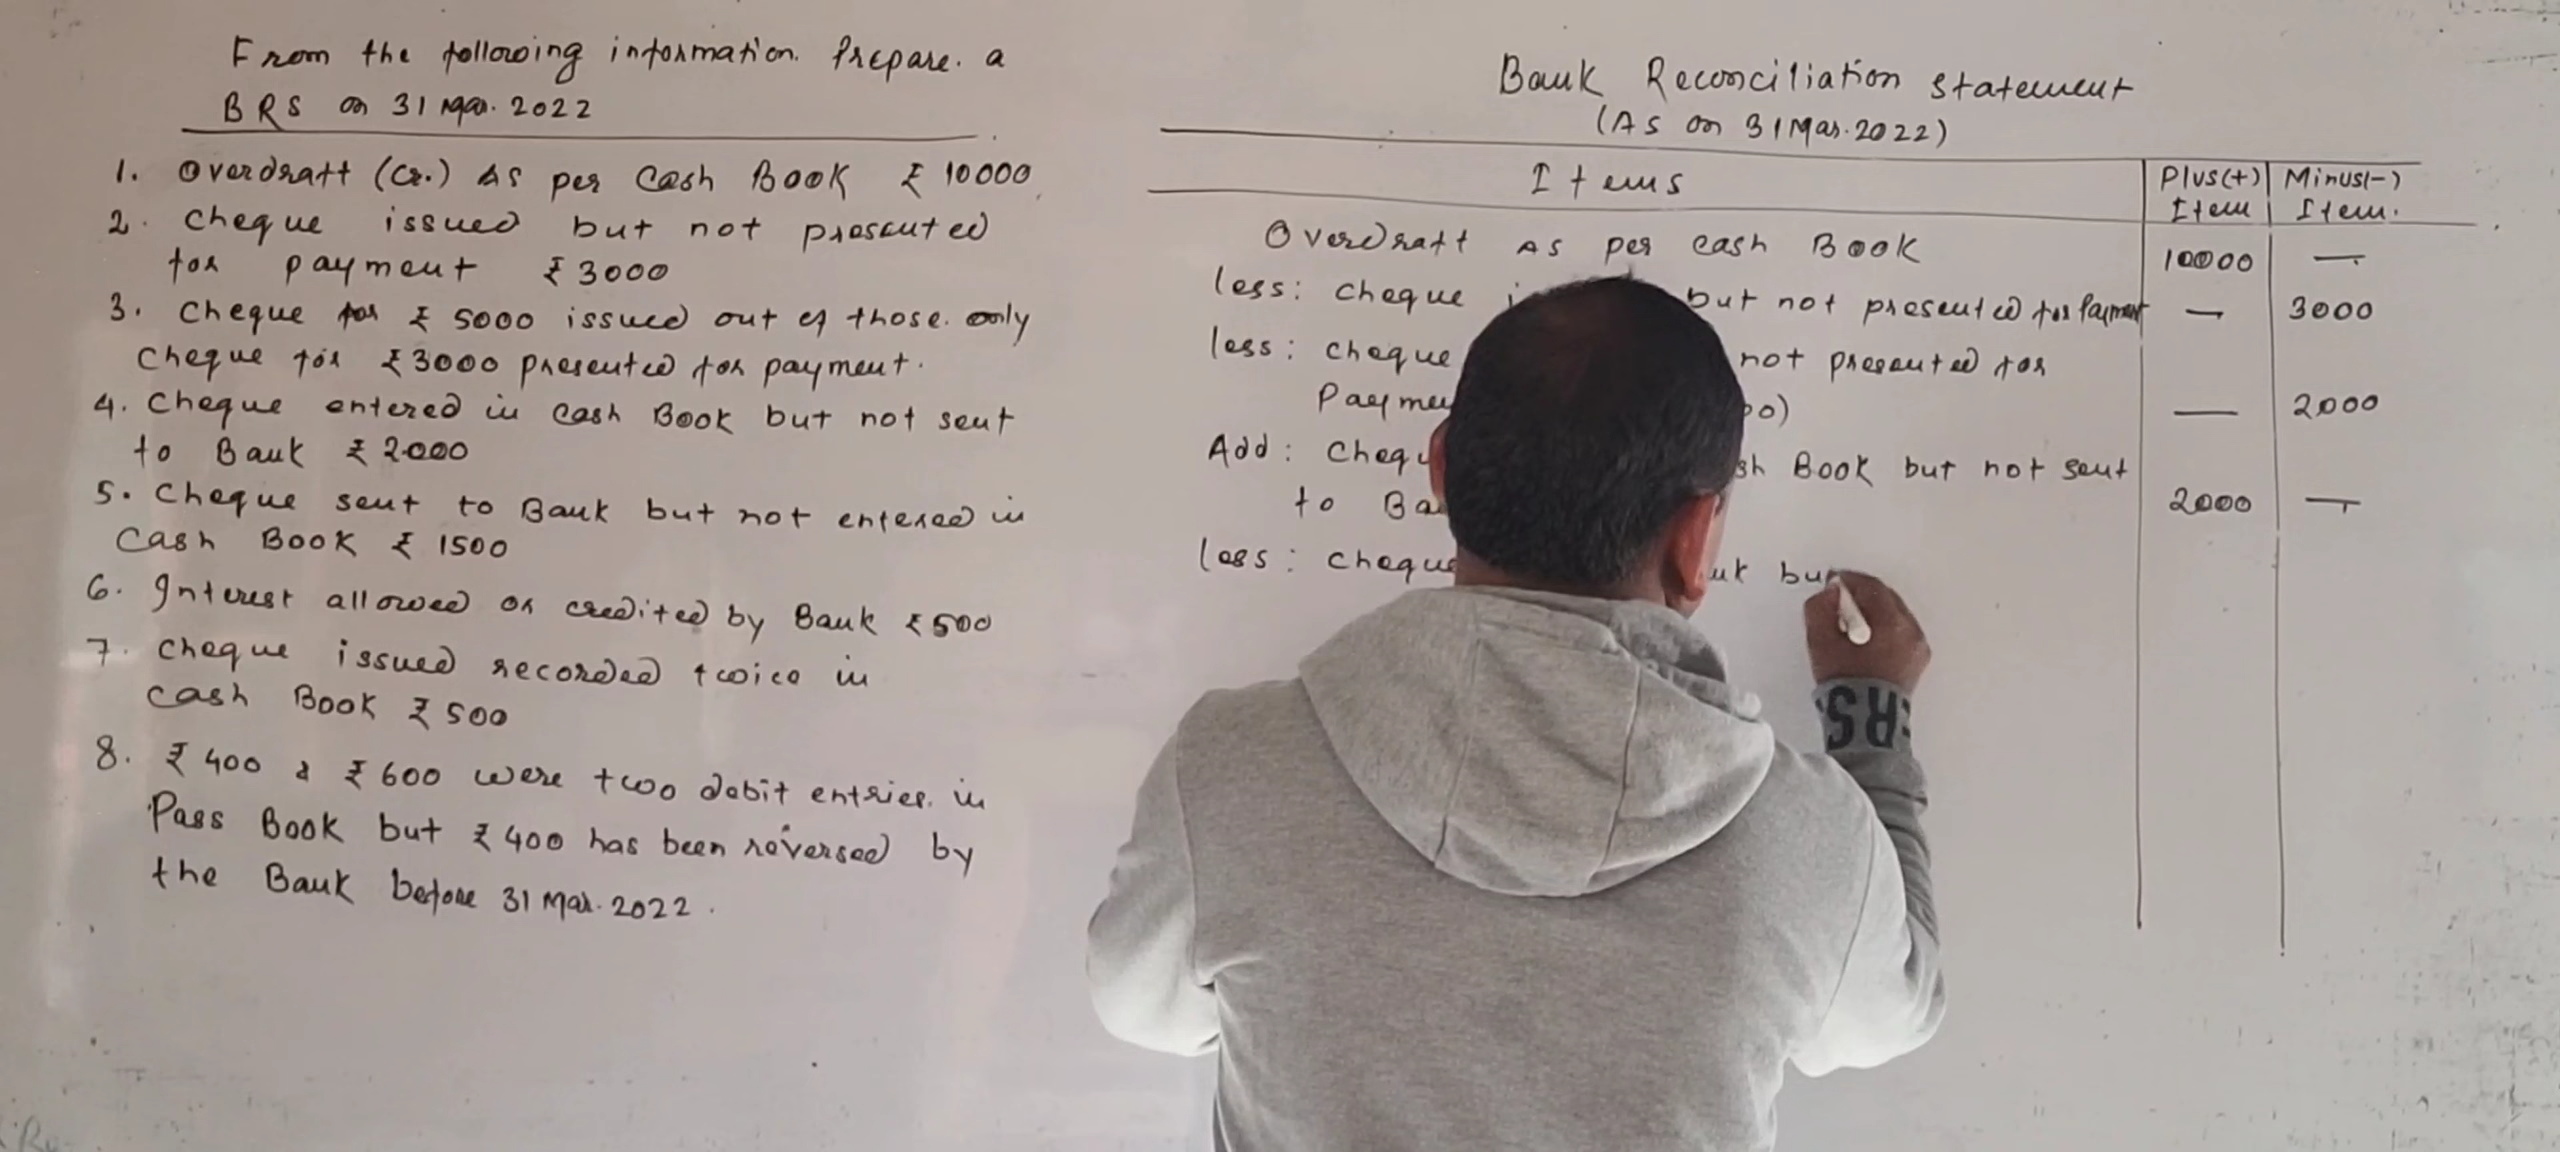 From the following information. Prepare. a
BRS on 31 Mar. 2022
1. Overdraft (Cr.) As per Cash Book ₹ 10000
2. Cheque issued but not presented
for payment ₹ 3000
3. Cheque for ₹ 5000 issued out of those. only
Cheque for ₹3000 presented for payment.
4. Cheque entered in Cash Book but not sent
to Bank ₹ 2000
5. Cheque sent to Bank but not entered in
Cash Book ₹ 1500
6. Interest allowed or credited by Bank ₹500
7. Cheque issued recorded twice in
Cash Book ₹ 500
8. ₹ 400 & ₹ 600 were two debit entries. in
Pass Book but ₹ 400 has been reversed by
the Bank before 31 Mar. 2022.
Bank Reconciliation Statement
(As on 31 Mar. 2022)
Items Plus(+) Item Minus(-) Item.
Overdraft As per Cash Book 10000 —
less: Cheque but not presented for Payment — 3000
less: Cheque not presented for
— 2000
Add: Book but not sent
to 2000 —
less: Cheque
ERS